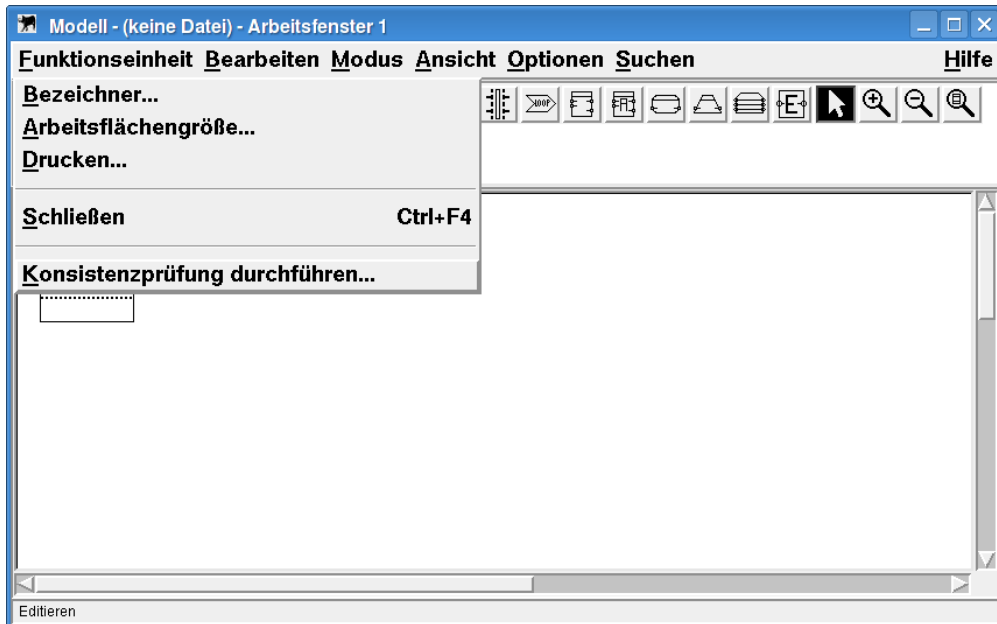 Modell - (keine Datei) - Arbeitsfenster 1
Funktionseinheit Bearbeiten Modus Ansicht Optionen Suchen Hilfe
Bezeichner...
Arbeitsflächengröße...
Drucken...
Schließen Ctrl+F4
Konsistenzprüfung durchführen...
E
Editieren